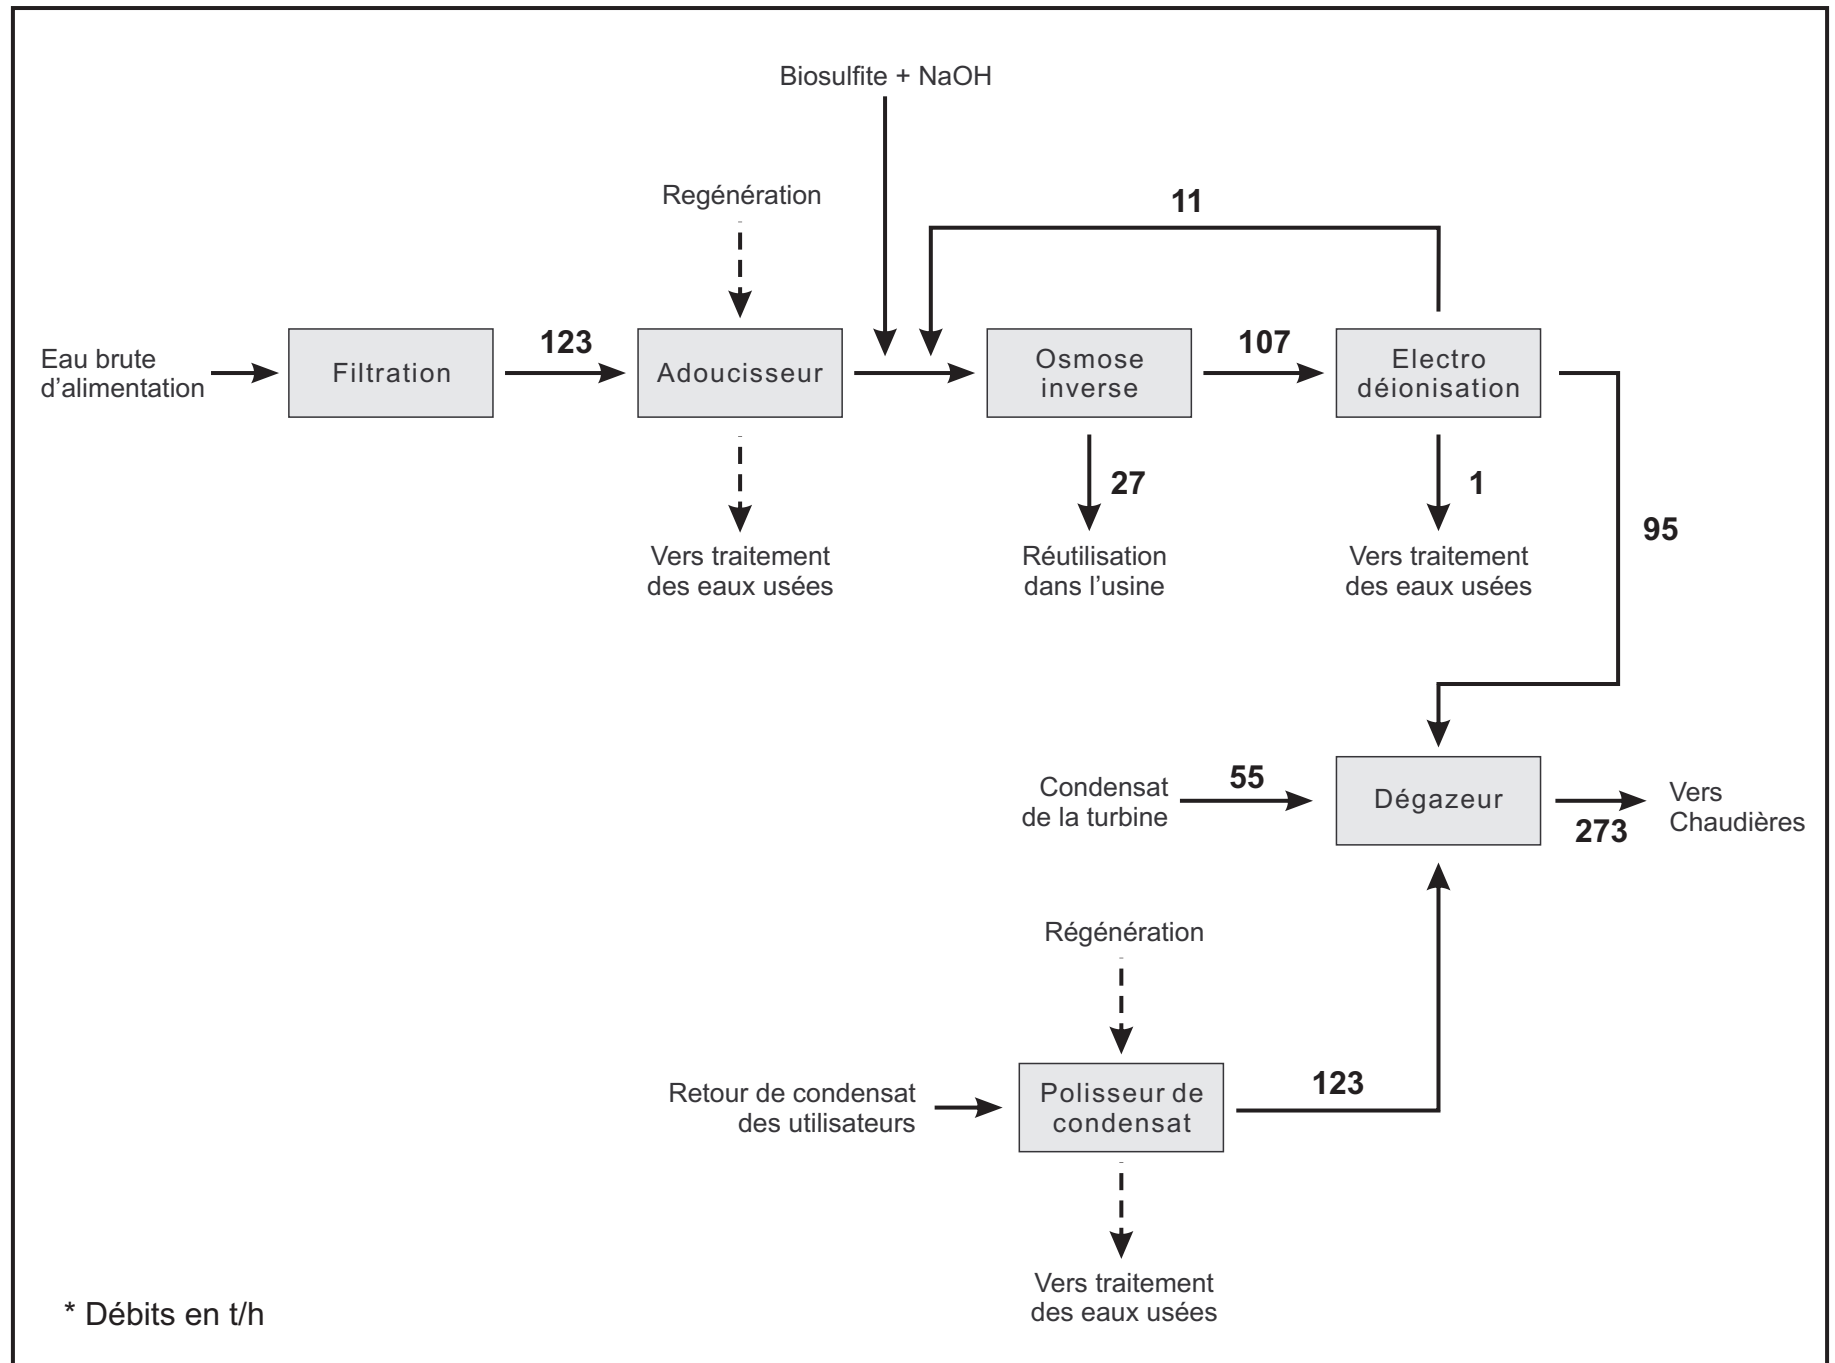 Biosulfite + NaOH
Regénération
11
Eau brute
d'alimentation
Filtration
123
Adoucisseur
Osmose
inverse
107
Electro
déionisation
27
1
95
Vers traitement
des eaux usées
Réutilisation
dans l'usine
Vers traitement
des eaux usées
Condensat
de la turbine
55
Dégazeur
273
Vers
Chaudières
Régénération
Retour de condensat
des utilisateurs
Polisseur de
condensat
123
Vers traitement
des eaux usées
* Débits en t/h